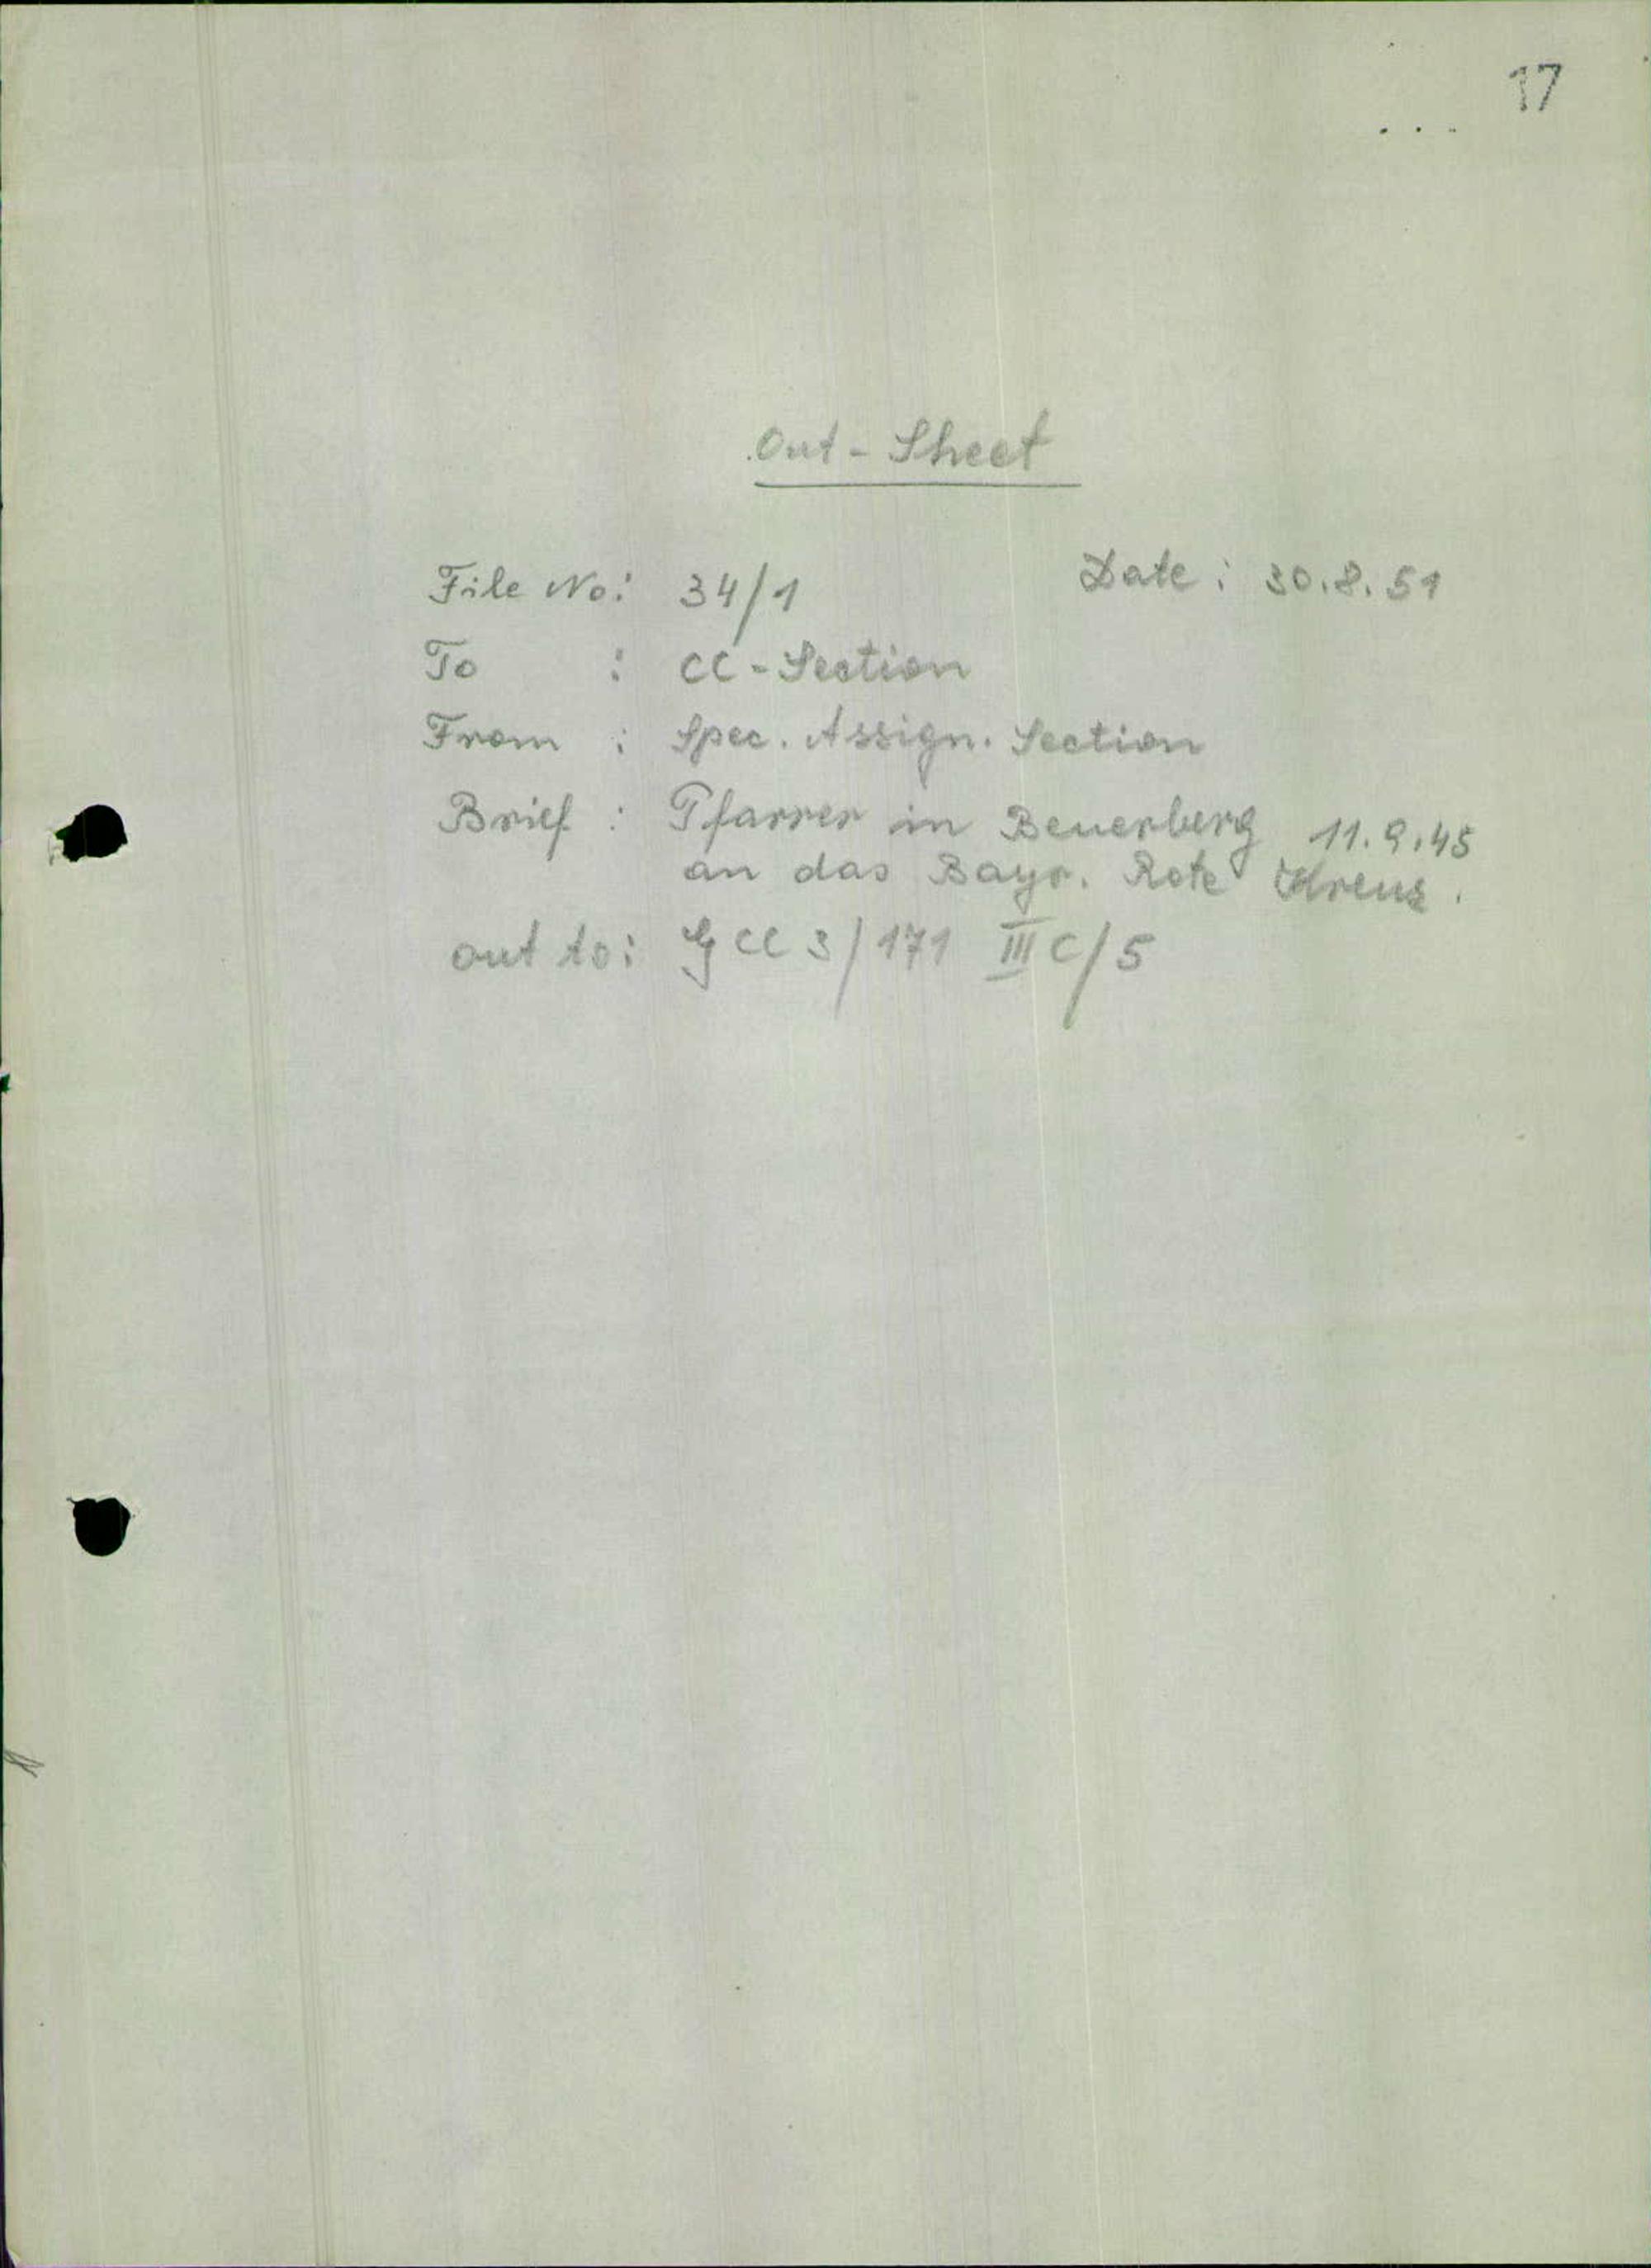 17
Out - Sheet
File No: 34/1 Date: 30.8.51
To : CC - Section
From : Spec. Assign. Section
Brief : Pfarrer in Beuerberg 11.9.45
an das Bayr. Rote Kreuz.
out to: GCC 3/171 III C/5